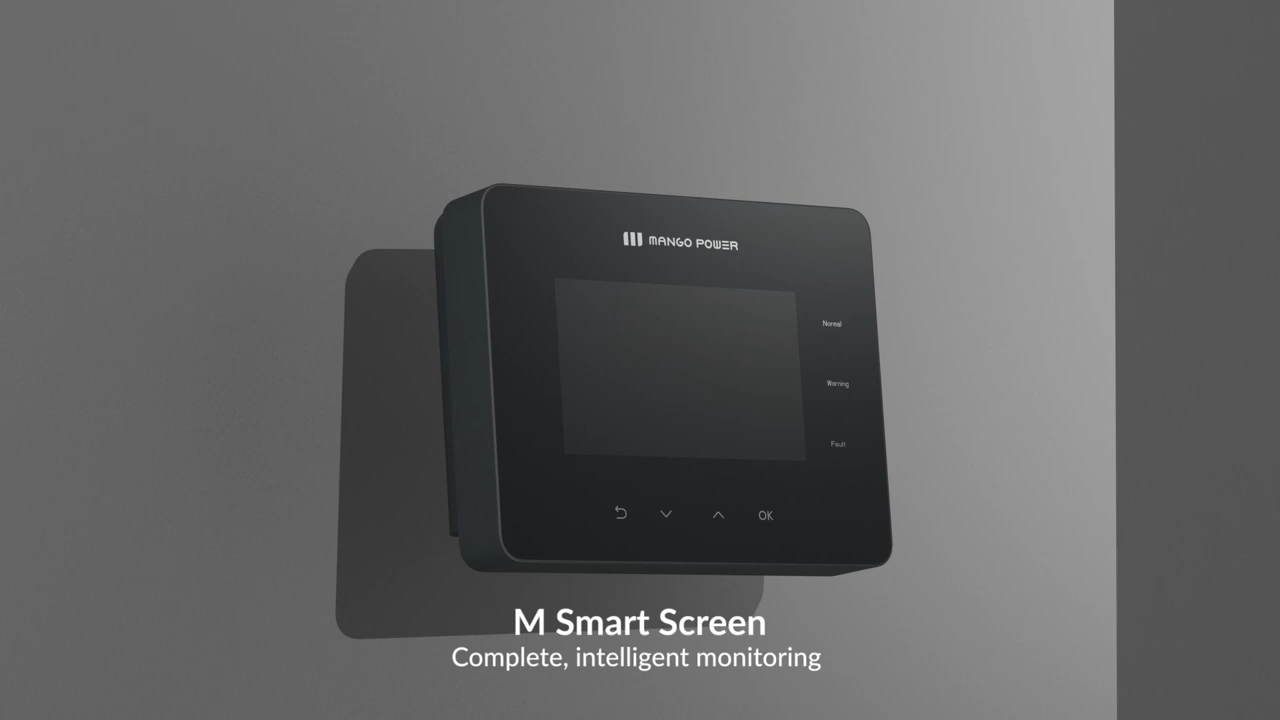 MANGO POWER
Normal
Warning
Fault
OK
M Smart Screen
Complete, intelligent monitoring